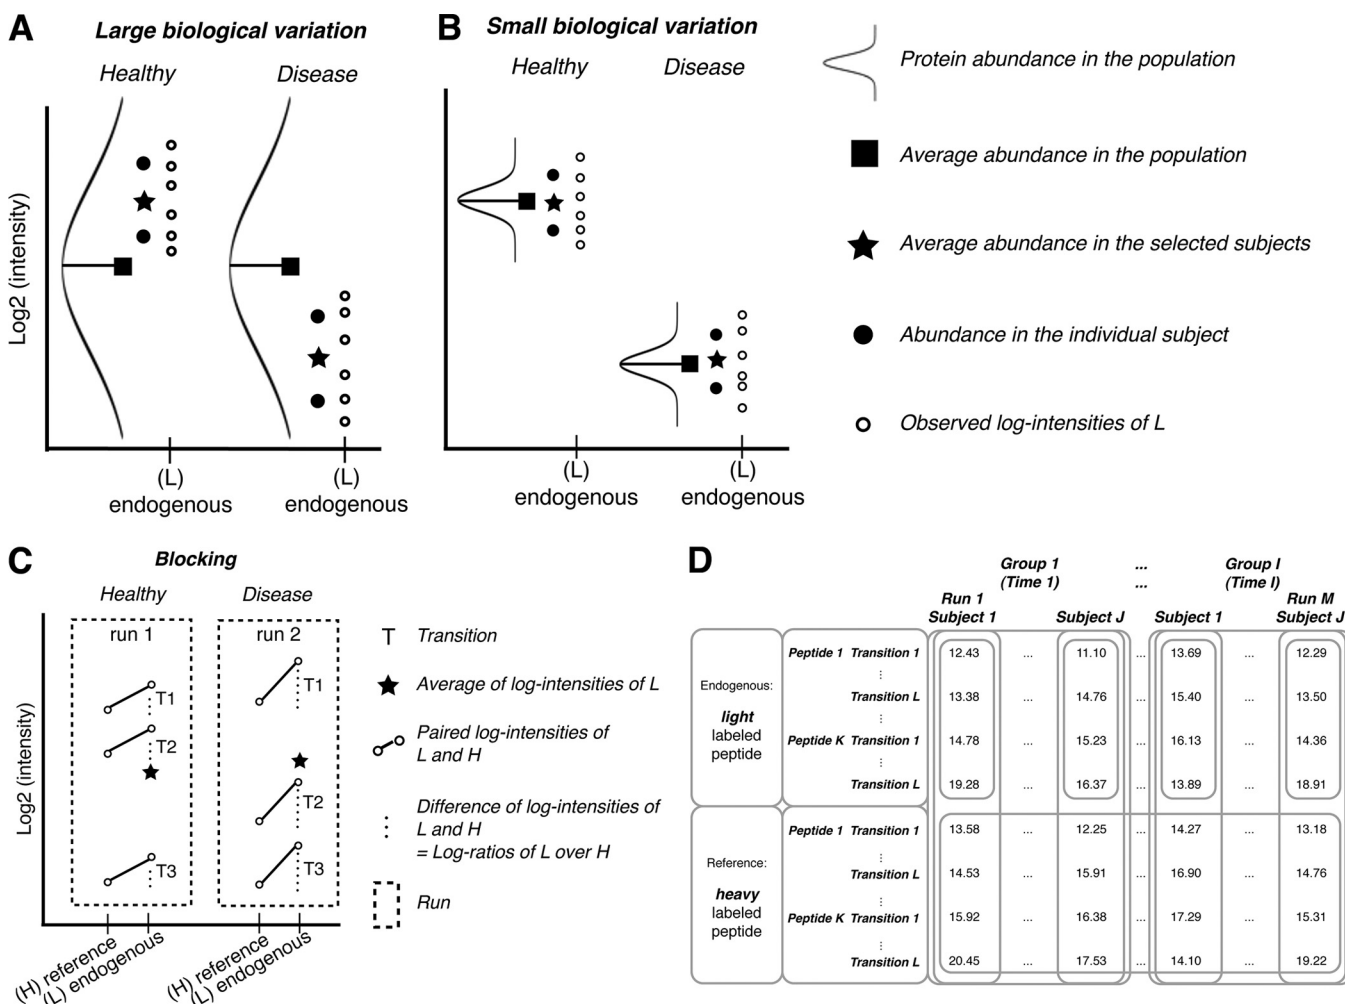 A
Large biological variation
Healthy
Disease
Log2 (intensity)
(L)
endogenous
(L)
endogenous
B
Small biological variation
Healthy
Disease
(L)
endogenous
(L)
endogenous
Protein abundance in the population
Average abundance in the population
Average abundance in the selected subjects
Abundance in the individual subject
Observed log-intensities of L
C
Blocking
Healthy
Disease
Log2 (intensity)
run 1
T1
T2
T3
run 2
T1
T2
T3
(H) reference
(L) endogenous
(H) reference
(L) endogenous
T
Transition
Average of log-intensities of L
Paired log-intensities of
L and H
Difference of log-intensities of
L and H
= Log-ratios of L over H
Run
D
Group 1 ... Group I
(Time 1) ... (Time I)
Run 1 Run M
Subject 1 Subject J Subject 1 Subject J
Endogenous:
light
labeled
peptide
Peptide 1 Transition 1 12.43 ... 11.10 ... 13.69 ... 12.29
⋮
Transition L 13.38 ... 14.76 ... 15.40 ... 13.50
⋮
Peptide K Transition 1 14.78 ... 15.23 ... 16.13 ... 14.36
⋮
Transition L 19.28 ... 16.37 ... 13.89 ... 18.91
Reference:
heavy
labeled
peptide
Peptide 1 Transition 1 13.58 ... 12.25 ... 14.27 ... 13.18
⋮
Transition L 14.53 ... 15.91 ... 16.90 ... 14.76
⋮
Peptide K Transition 1 15.92 ... 16.38 ... 17.29 ... 15.31
⋮
Transition L 20.45 ... 17.53 ... 14.10 ... 19.22